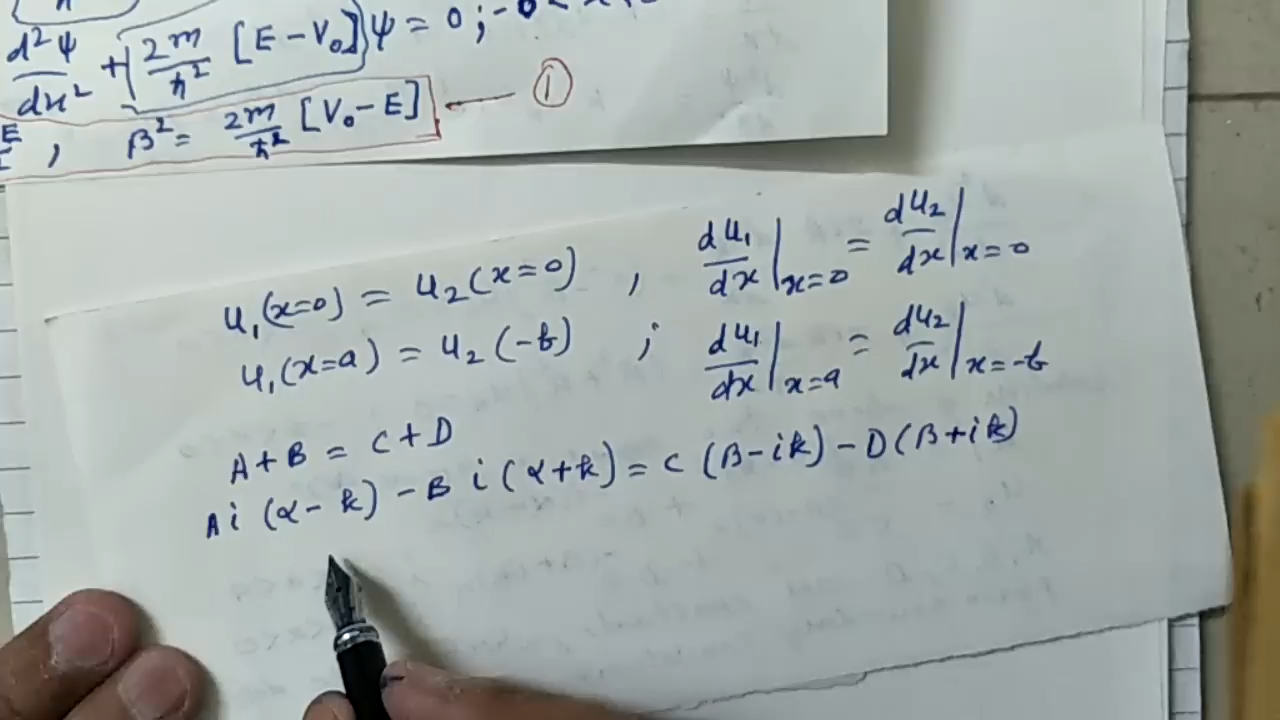 d²ψ/dx² + 2m/ħ² [E – V₀] ψ = 0 ; -b <
β² = 2m/ħ² [V₀ – E] — ①
u₁(x=0) = u₂(x=0) , du₁/dx|x=0 = du₂/dx|x=0
u₁(x=a) = u₂(-b) ; du₁/dx|x=a = du₂/dx|x=-b
A + B = C + D
A i (α - k) - B i (α + k) = C (β - ik) - D (β + ik)